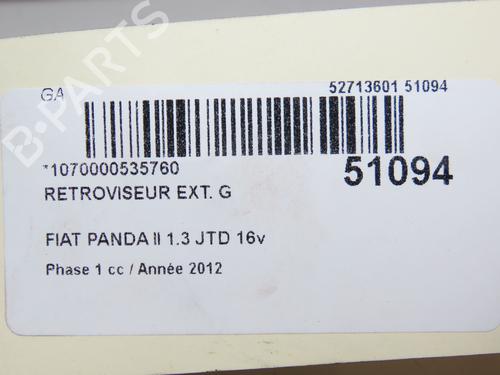 B-PARTS
GA
52713601 51094
*1070000535760
51094
RETROVISEUR EXT. G
FIAT PANDA II 1.3 JTD 16v
Phase 1 cc / Année 2012